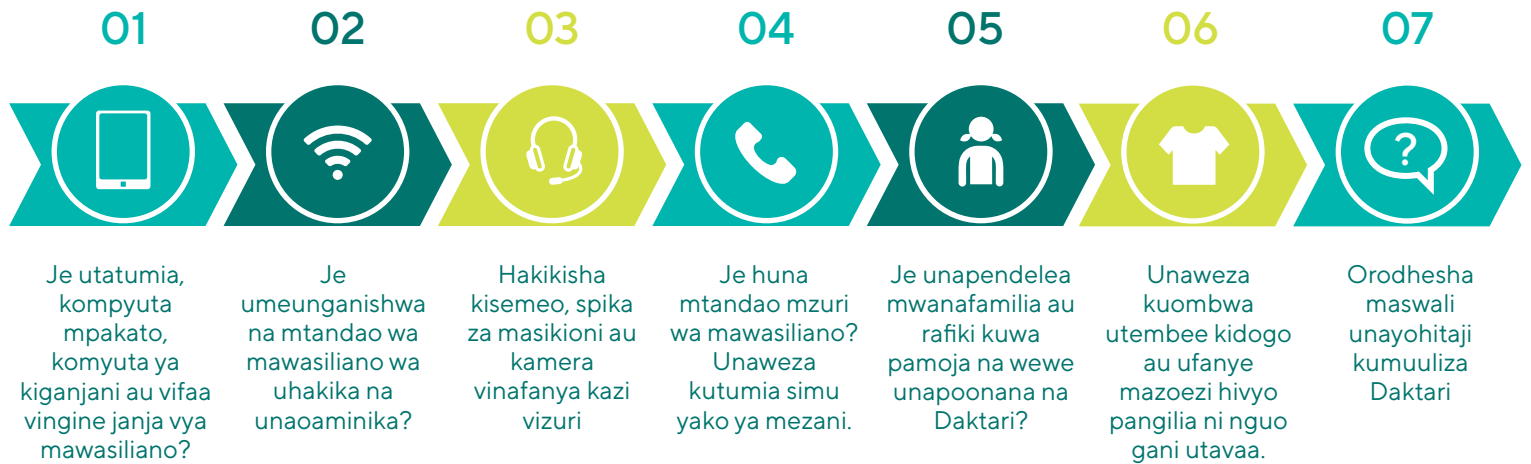 01
02
03
04
05
06
07
?
Je utatumia,
kompyuta
mpakato,
komyuta ya
kiganjani au vifaa
vingine janja vya
mawasiliano?
Je
umeunganishwa
na mtandao wa
mawasiliano wa
uhakika na
unaoaminika?
Hakikisha
kisemeo, spika
za masikioni au
kamera
vinafanya kazi
vizuri
Je huna
mtandao mzuri
wa mawasiliano?
Unaweza
kutumia simu
yako ya mezani.
Je unapendelea
mwanafamilia au
rafiki kuwa
pamoja na wewe
unapoonana na
Daktari?
Unaweza
kuombwa
utembee kidogo
au ufanye
mazoezi hivyo
pangilia ni nguo
gani utavaa.
Orodhesha
maswali
unayohitaji
kumuuliza
Daktari